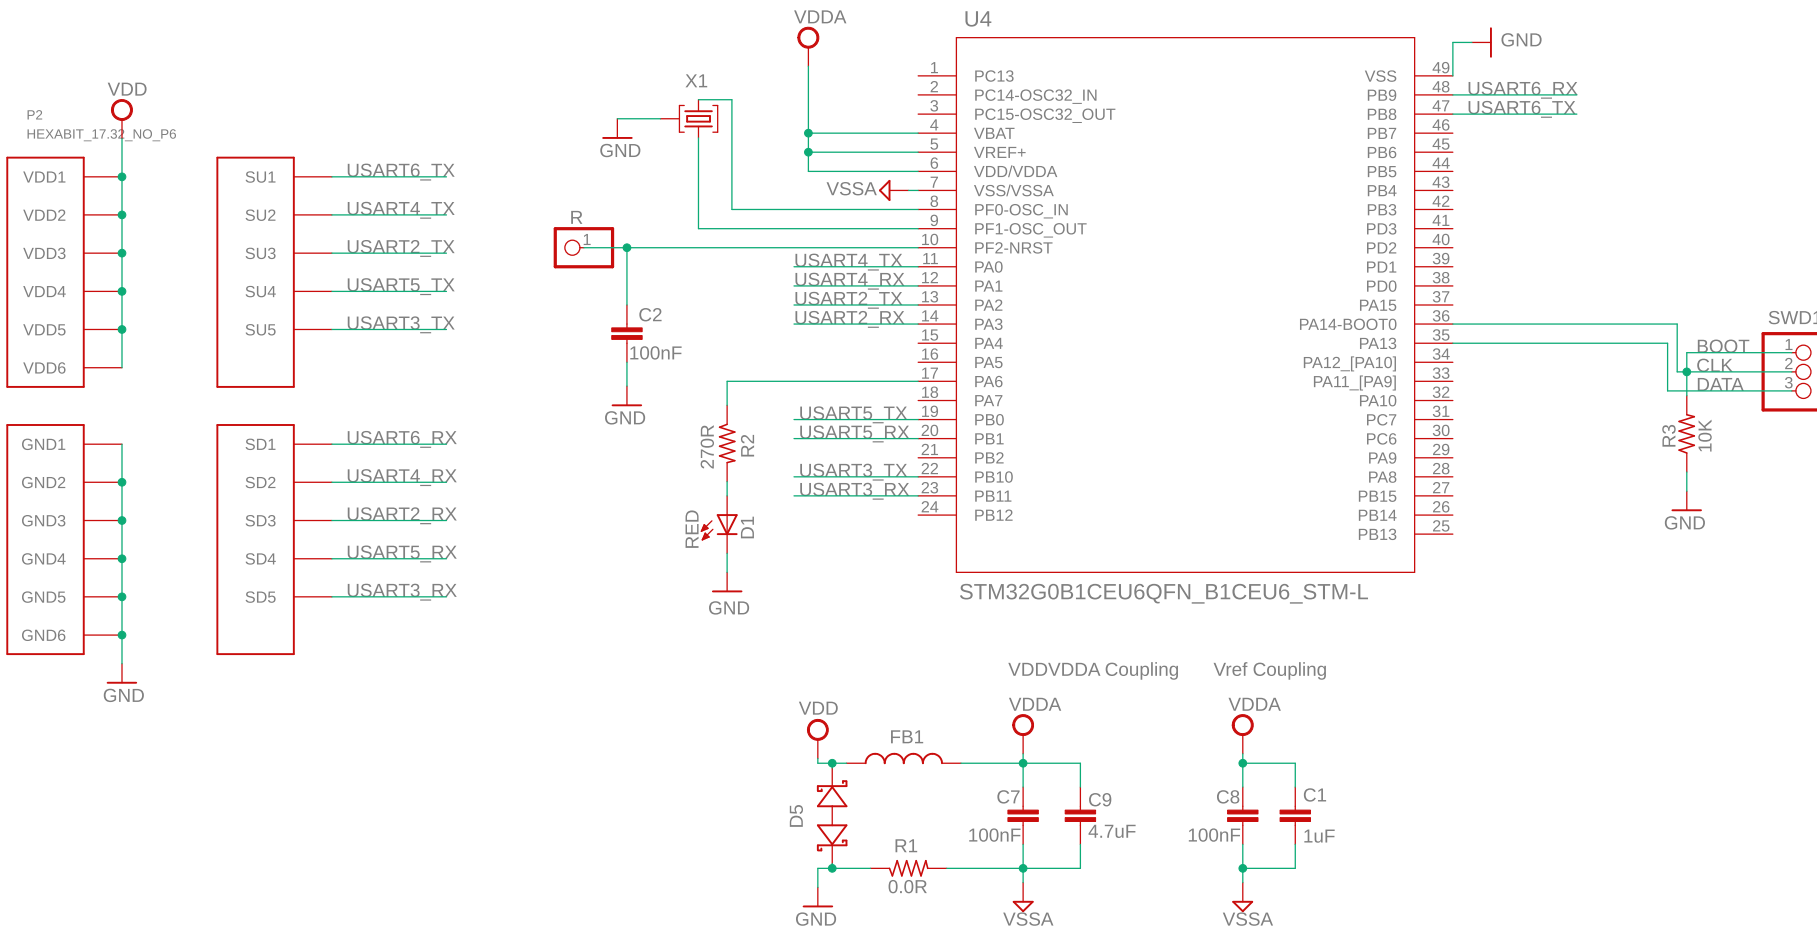 P2
HEXABIT_17.32_NO_P6
VDD
VDD1
VDD2
VDD3
VDD4
VDD5
VDD6
SU1 USART6_TX
SU2 USART4_TX
SU3 USART2_TX
SU4 USART5_TX
SU5 USART3_TX
GND1
GND2
GND3
GND4
GND5
GND6
GND
SD1 USART6_RX
SD2 USART4_RX
SD3 USART2_RX
SD4 USART5_RX
SD5 USART3_RX
VDDA
X1
GND
VSSA
R
1
C2
100nF
GND
270R
R2
RED
D1
GND
U4
1 PC13
2 PC14-OSC32_IN
3 PC15-OSC32_OUT
4 VBAT
5 VREF+
6 VDD/VDDA
7 VSS/VSSA
8 PF0-OSC_IN
9 PF1-OSC_OUT
10 PF2-NRST
USART4_TX 11 PA0
USART4_RX 12 PA1
USART2_TX 13 PA2
USART2_RX 14 PA3
15 PA4
16 PA5
17 PA6
18 PA7
USART5_TX 19 PB0
USART5_RX 20 PB1
21 PB2
USART3_TX 22 PB10
USART3_RX 23 PB11
24 PB12
VSS 49 GND
PB9 48 USART6_RX
PB8 47 USART6_TX
PB7 46
PB6 45
PB5 44
PB4 43
PB3 42
PD3 41
PD2 40
PD1 39
PD0 38
PA15 37
PA14-BOOT0 36
PA13 35
PA12_[PA10] 34
PA11_[PA9] 33
PA10 32
PC7 31
PC6 30
PA9 29
PA8 28
PB15 27
PB14 26
PB13 25
STM32G0B1CEU6QFN_B1CEU6_STM-L
SWD1
BOOT 1
CLK 2
DATA 3
R3
10K
GND
VDDVDDA Coupling
VDD
FB1
VDDA
D5
C7
100nF
C9
4.7uF
R1
0.0R
GND
VSSA
Vref Coupling
VDDA
C8
100nF
C1
1uF
VSSA